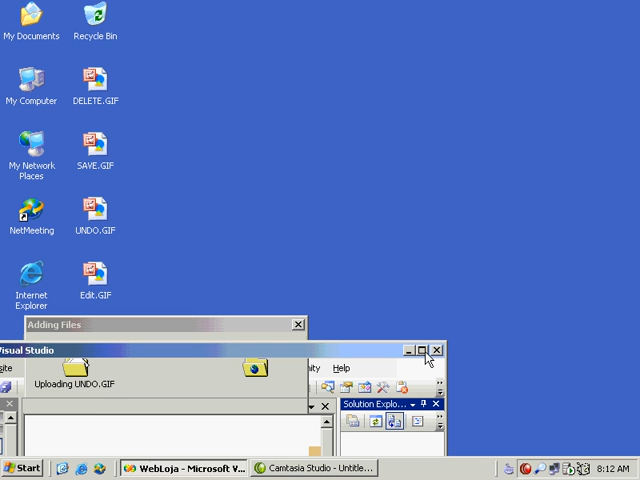 My Documents
Recycle Bin
My Computer
DELETE.GIF
My Network
Places
SAVE.GIF
NetMeeting
UNDO.GIF
Internet
Explorer
Edit.GIF
Adding Files
Visual Studio
site
nity
Help
Uploading UNDO.GIF
Solution Explo...
Start
WebLoja - Microsoft V...
Camtasia Studio - Untitle...
8:12 AM